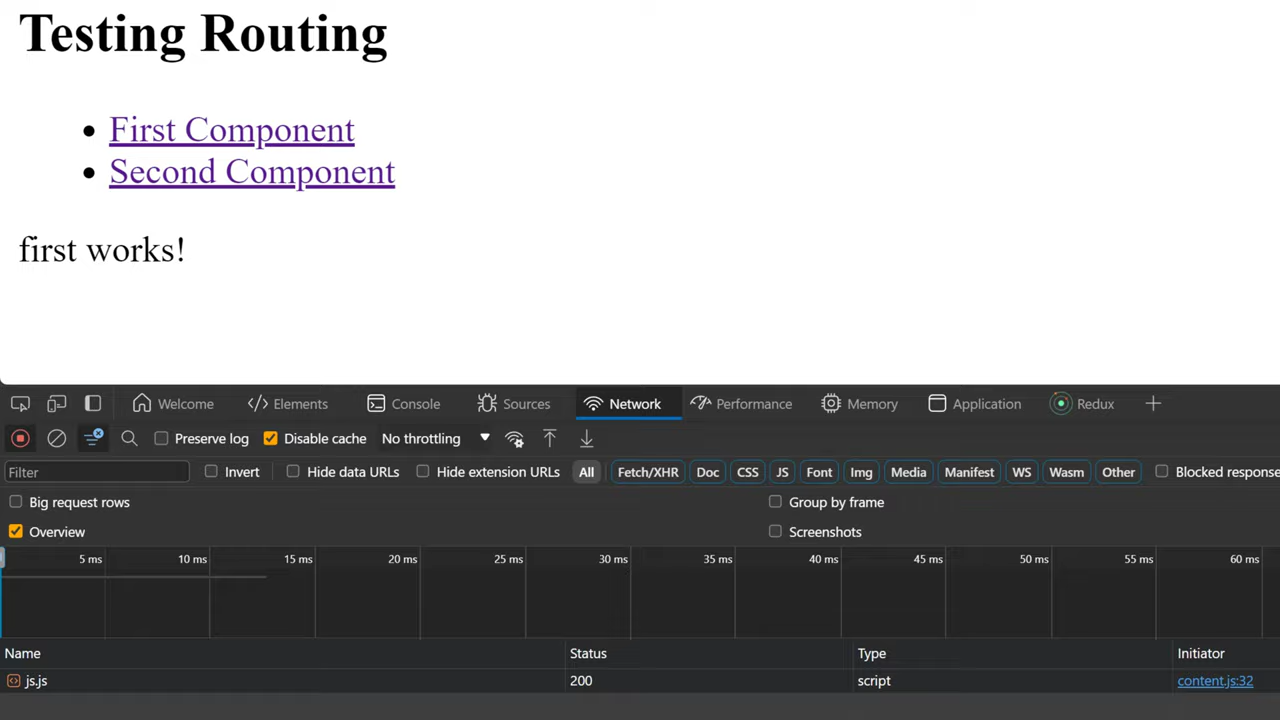 Testing Routing
First Component
Second Component
first works!
Welcome Elements Console Sources Network Performance Memory Application Redux
Preserve log Disable cache No throttling
Filter Invert Hide data URLs Hide extension URLs All Fetch/XHR Doc CSS JS Font Img Media Manifest WS Wasm Other Blocked response
Big request rows Group by frame
Overview Screenshots
5 ms 10 ms 15 ms 20 ms 25 ms 30 ms 35 ms 40 ms 45 ms 50 ms 55 ms 60 ms
Name Status Type Initiator
js.js 200 script content.js:32